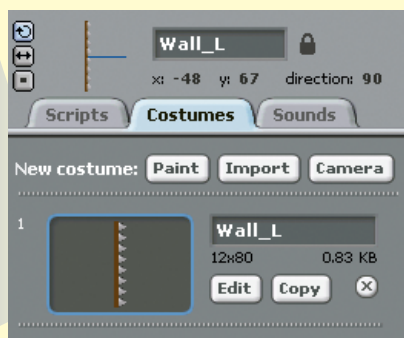 Wall_L
x: -48 y: 67 direction: 90
Scripts Costumes Sounds
New costume: Paint Import Camera
1
Wall_L
12x80 0.83 KB
Edit Copy